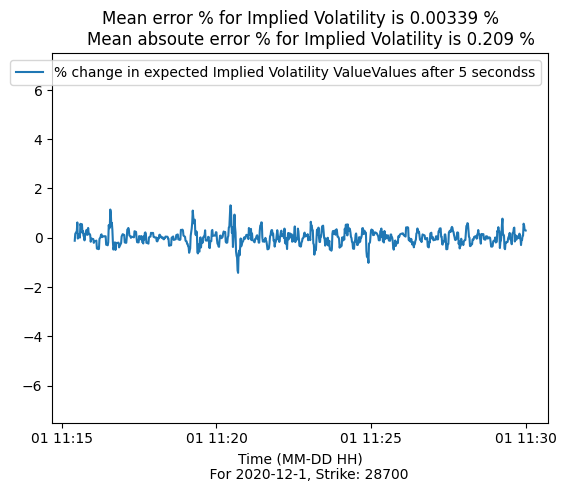 Mean error % for Implied Volatility is 0.00339 %
Mean absoute error % for Implied Volatility is 0.209 %
% change in expected Implied Volatility ValueValues after 5 secondss
6
4
2
0
−2
−4
−6
01 11:15 01 11:20 01 11:25 01 11:30
Time (MM-DD HH)
For 2020-12-1, Strike: 28700